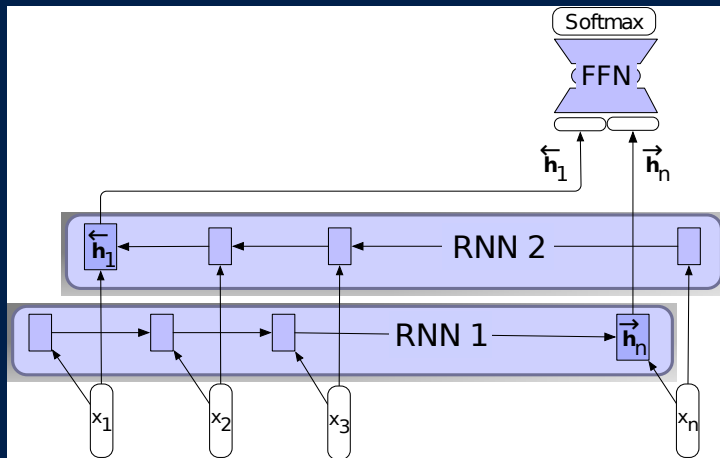 Softmax
FFN
←h₁ →hₙ
←h₁ RNN 2
RNN 1 →hₙ
x₁ x₂ x₃ xₙ